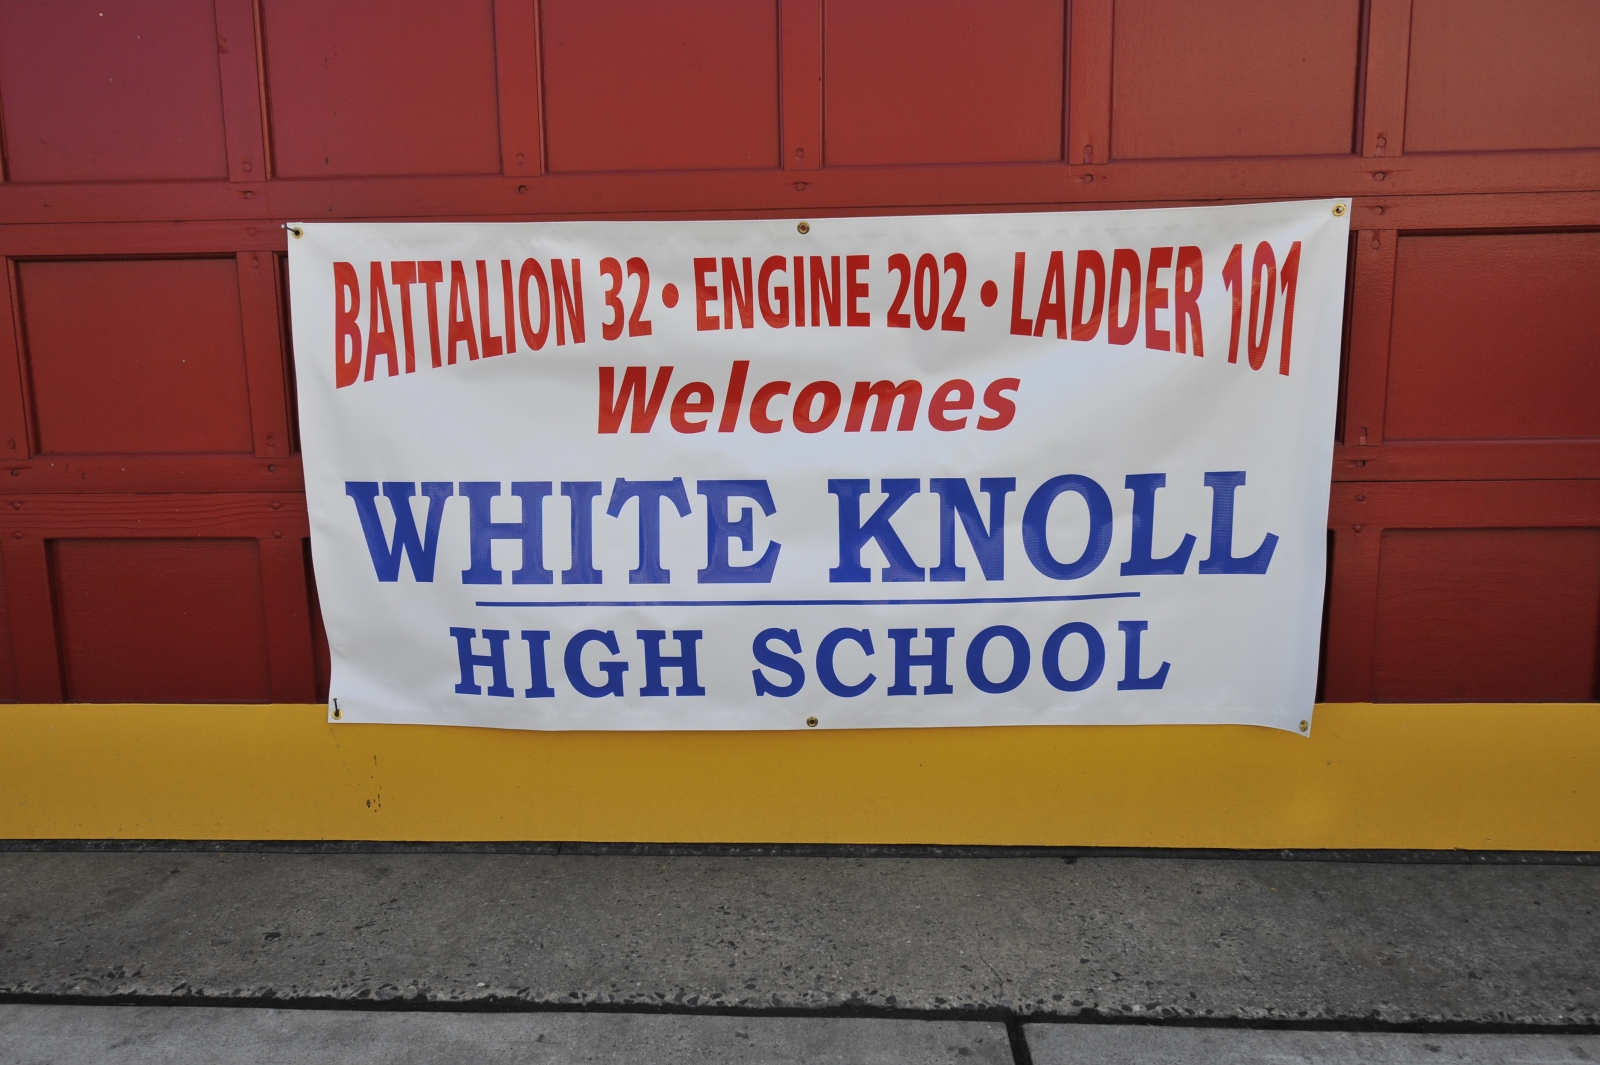 BATTALION 32 • ENGINE 202 • LADDER 101
Welcomes
WHITE KNOLL
HIGH SCHOOL